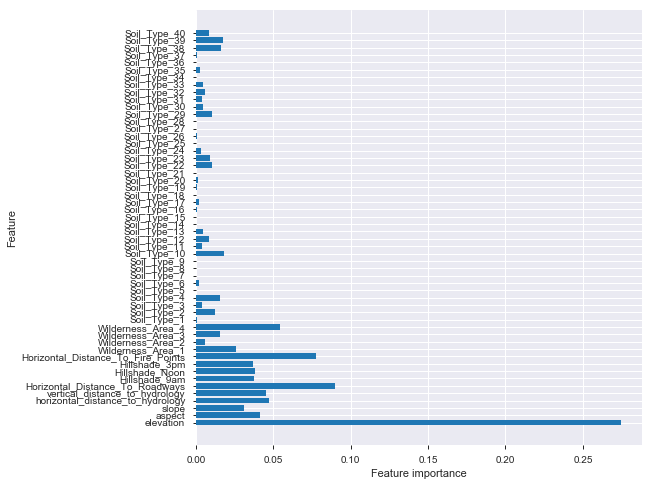 Soil_Type_40
Soil_Type_39
Soil_Type_38
Soil_Type_37
Soil_Type_36
Soil_Type_35
Soil_Type_34
Soil_Type_33
Soil_Type_32
Soil_Type_31
Soil_Type_30
Soil_Type_29
Soil_Type_28
Soil_Type_27
Soil_Type_26
Soil_Type_25
Soil_Type_24
Soil_Type_23
Soil_Type_22
Soil_Type_21
Soil_Type_20
Soil_Type_19
Soil_Type_18
Soil_Type_17
Soil_Type_16
Soil_Type_15
Soil_Type_14
Soil_Type_13
Soil_Type_12
Soil_Type_11
Soil_Type_10
Soil_Type_9
Soil_Type_8
Soil_Type_7
Soil_Type_6
Soil_Type_5
Soil_Type_4
Soil_Type_3
Soil_Type_2
Soil_Type_1
Wilderness_Area_4
Wilderness_Area_3
Wilderness_Area_2
Wilderness_Area_1
Horizontal_Distance_To_Fire_Points
Hillshade_3pm
Hillshade_Noon
Hillshade_9am
Horizontal_Distance_To_Roadways
vertical_distance_to_hydrology
horizontal_distance_to_hydrology
slope
aspect
elevation
Feature
0.00 0.05 0.10 0.15 0.20 0.25
Feature importance